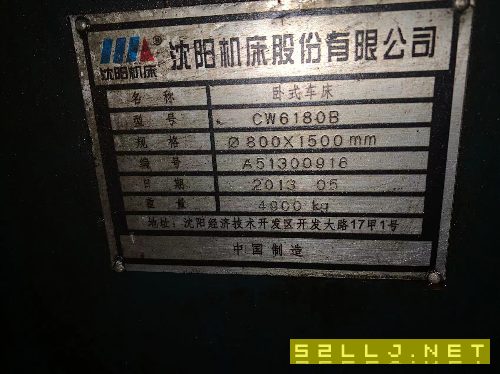 沈阳机床股份有限公司
沈阳机床
名 称 卧式车床
型 号 CW6180B
规 格 Ø800X1500mm
编 号 A51300916
日 期 2013 05
重 量 4000 kg
地址: 沈阳经济技术开发区开发大路17甲1号
中国制造
52LLJ.NET